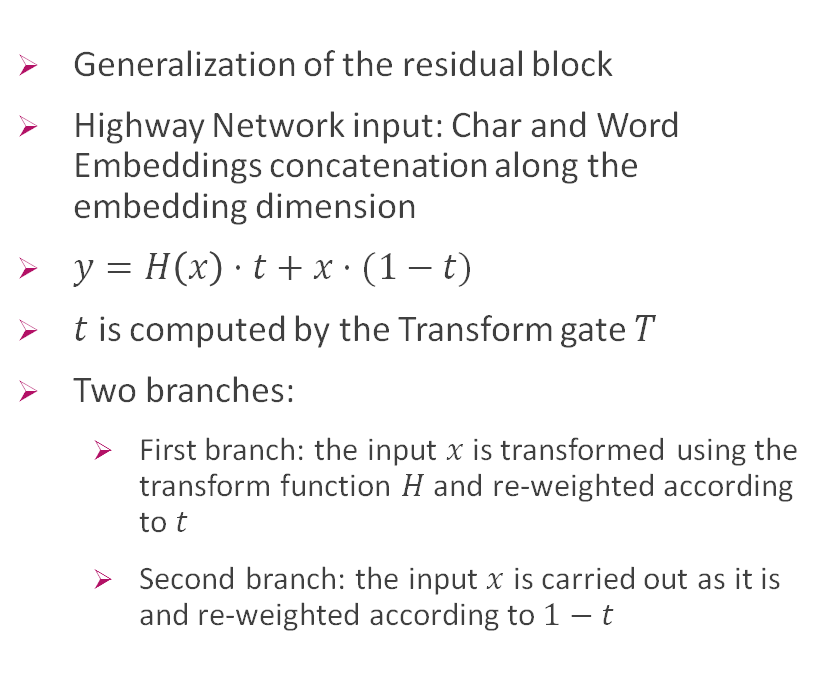 ➢ Generalization of the residual block
➢ Highway Network input: Char and Word
Embeddings concatenation along the
embedding dimension
➢ y = H(x) · t + x · (1 − t)
➢ t is computed by the Transform gate T
➢ Two branches:
➢ First branch: the input x is transformed using the
transform function H and re-weighted according
to t
➢ Second branch: the input x is carried out as it is
and re-weighted according to 1 − t